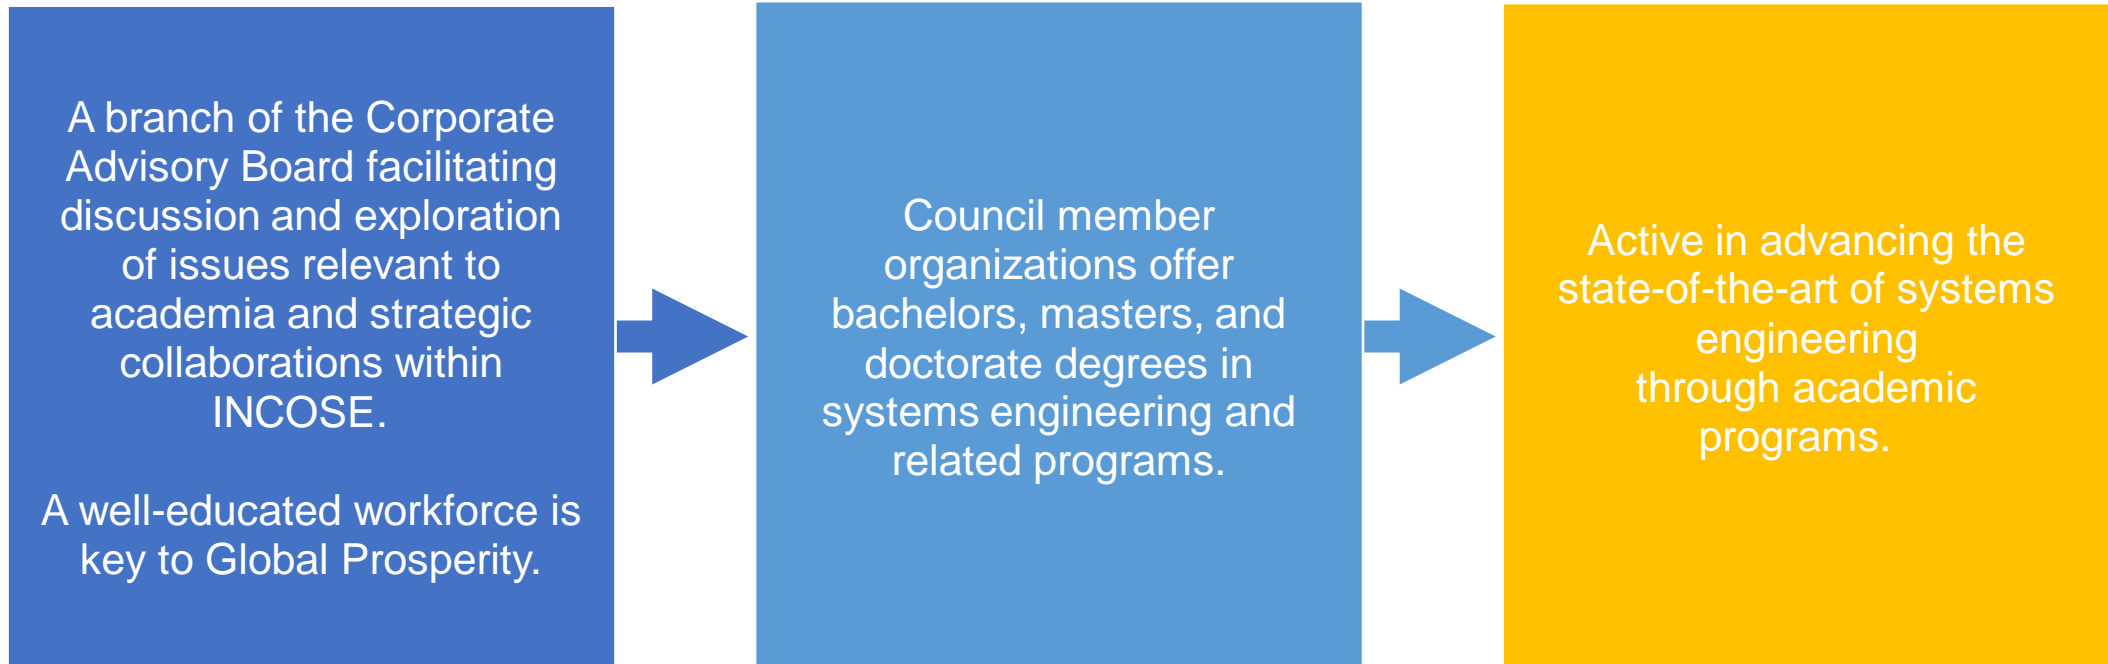 A branch of the Corporate
Advisory Board facilitating
discussion and exploration
of issues relevant to
academia and strategic
collaborations within
INCOSE.
A well-educated workforce is
key to Global Prosperity.
Council member
organizations offer
bachelors, masters, and
doctorate degrees in
systems engineering and
related programs.
Active in advancing the
state-of-the-art of systems
engineering
through academic
programs.